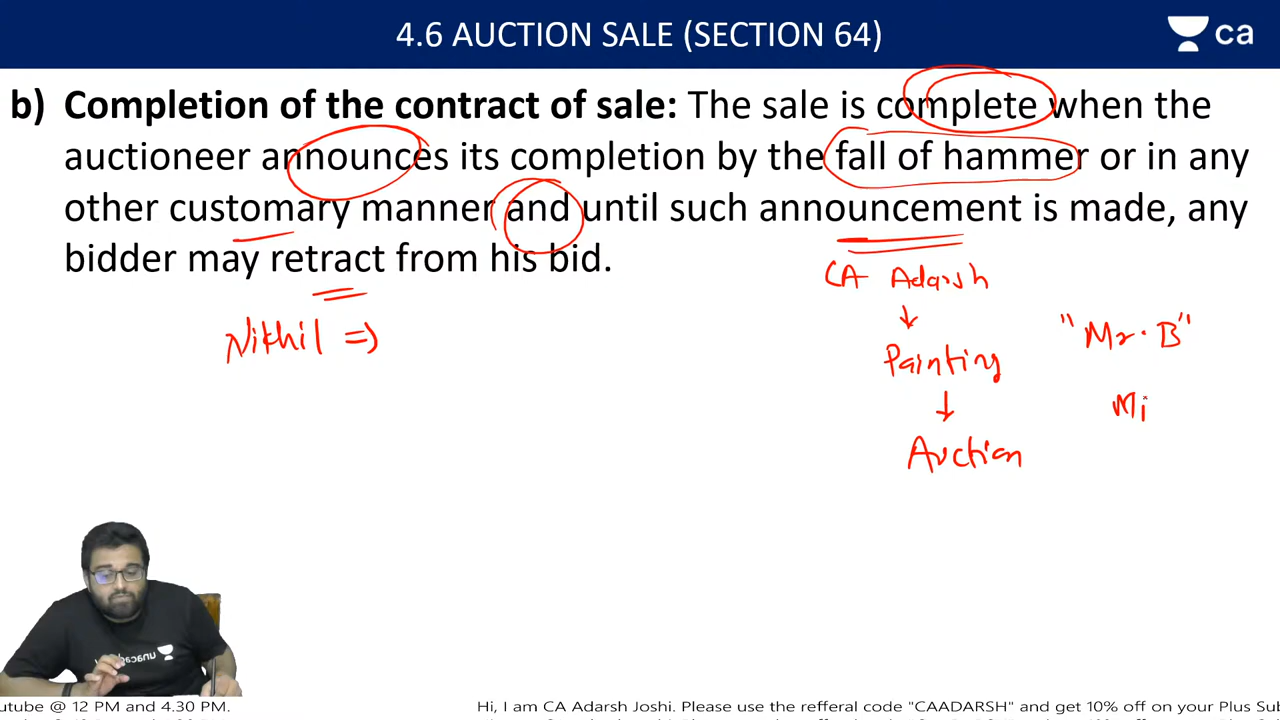 4.6 AUCTION SALE (SECTION 64)
ca
b) Completion of the contract of sale: The sale is complete when the
auctioneer announces its completion by the fall of hammer or in any
other customary manner and until such announcement is made, any
bidder may retract from his bid.
CA Adarsh
↓
Nikhil ⇒
"Mr. B"
Painting
↓
Mi
Auction
unacademy
utube @ 12 PM and 4.30 PM.
Hi, I am CA Adarsh Joshi. Please use the refferal code "CAADARSH" and get 10% off on your Plus Sul